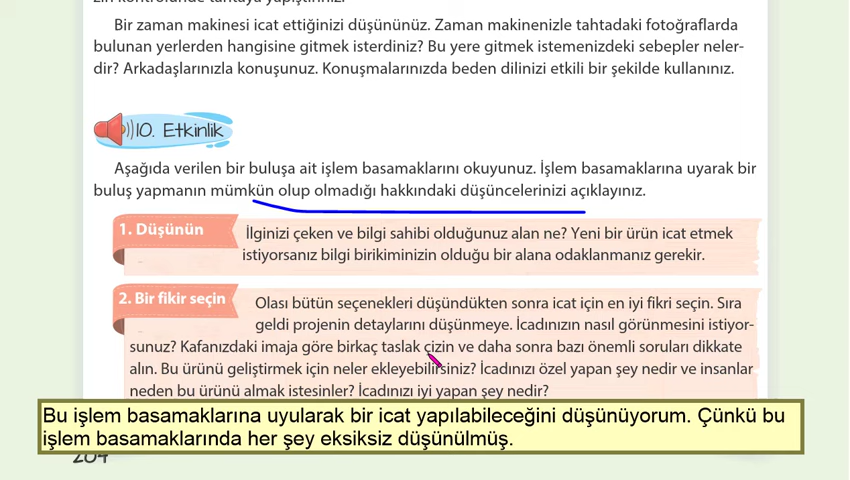 Bir zaman makinesi icat ettiğinizi düşününüz. Zaman makinenizle tahtadaki fotoğraflarda
bulunan yerlerden hangisine gitmek isterdiniz? Bu yere gitmek istemenizdeki sebepler neler-
dir? Arkadaşlarınızla konuşunuz. Konuşmalarınızda beden dilinizi etkili bir şekilde kullanınız.
10. Etkinlik
Aşağıda verilen bir buluşa ait işlem basamaklarını okuyunuz. İşlem basamaklarına uyarak bir
buluş yapmanın mümkün olup olmadığı hakkındaki düşüncelerinizi açıklayınız.
1. Düşünün
İlginizi çeken ve bilgi sahibi olduğunuz alan ne? Yeni bir ürün icat etmek
istiyorsanız bilgi birikiminizin olduğu bir alana odaklanmanız gerekir.
2. Bir fikir seçin
Olası bütün seçenekleri düşündükten sonra icat için en iyi fikri seçin. Sıra
geldi projenin detaylarını düşünmeye. İcadınızın nasıl görünmesini istiyor-
sunuz? Kafanızdaki imaja göre birkaç taslak çizin ve daha sonra bazı önemli soruları dikkate
alın. Bu ürünü geliştirmek için neler ekleyebilirsiniz? İcadınızı özel yapan şey nedir ve insanlar
neden bu ürünü almak istesinler? İcadınızı iyi yapan şey nedir?
Bu işlem basamaklarına uyularak bir icat yapılabileceğini düşünüyorum. Çünkü bu
işlem basamaklarında her şey eksiksiz düşünülmüş.
204